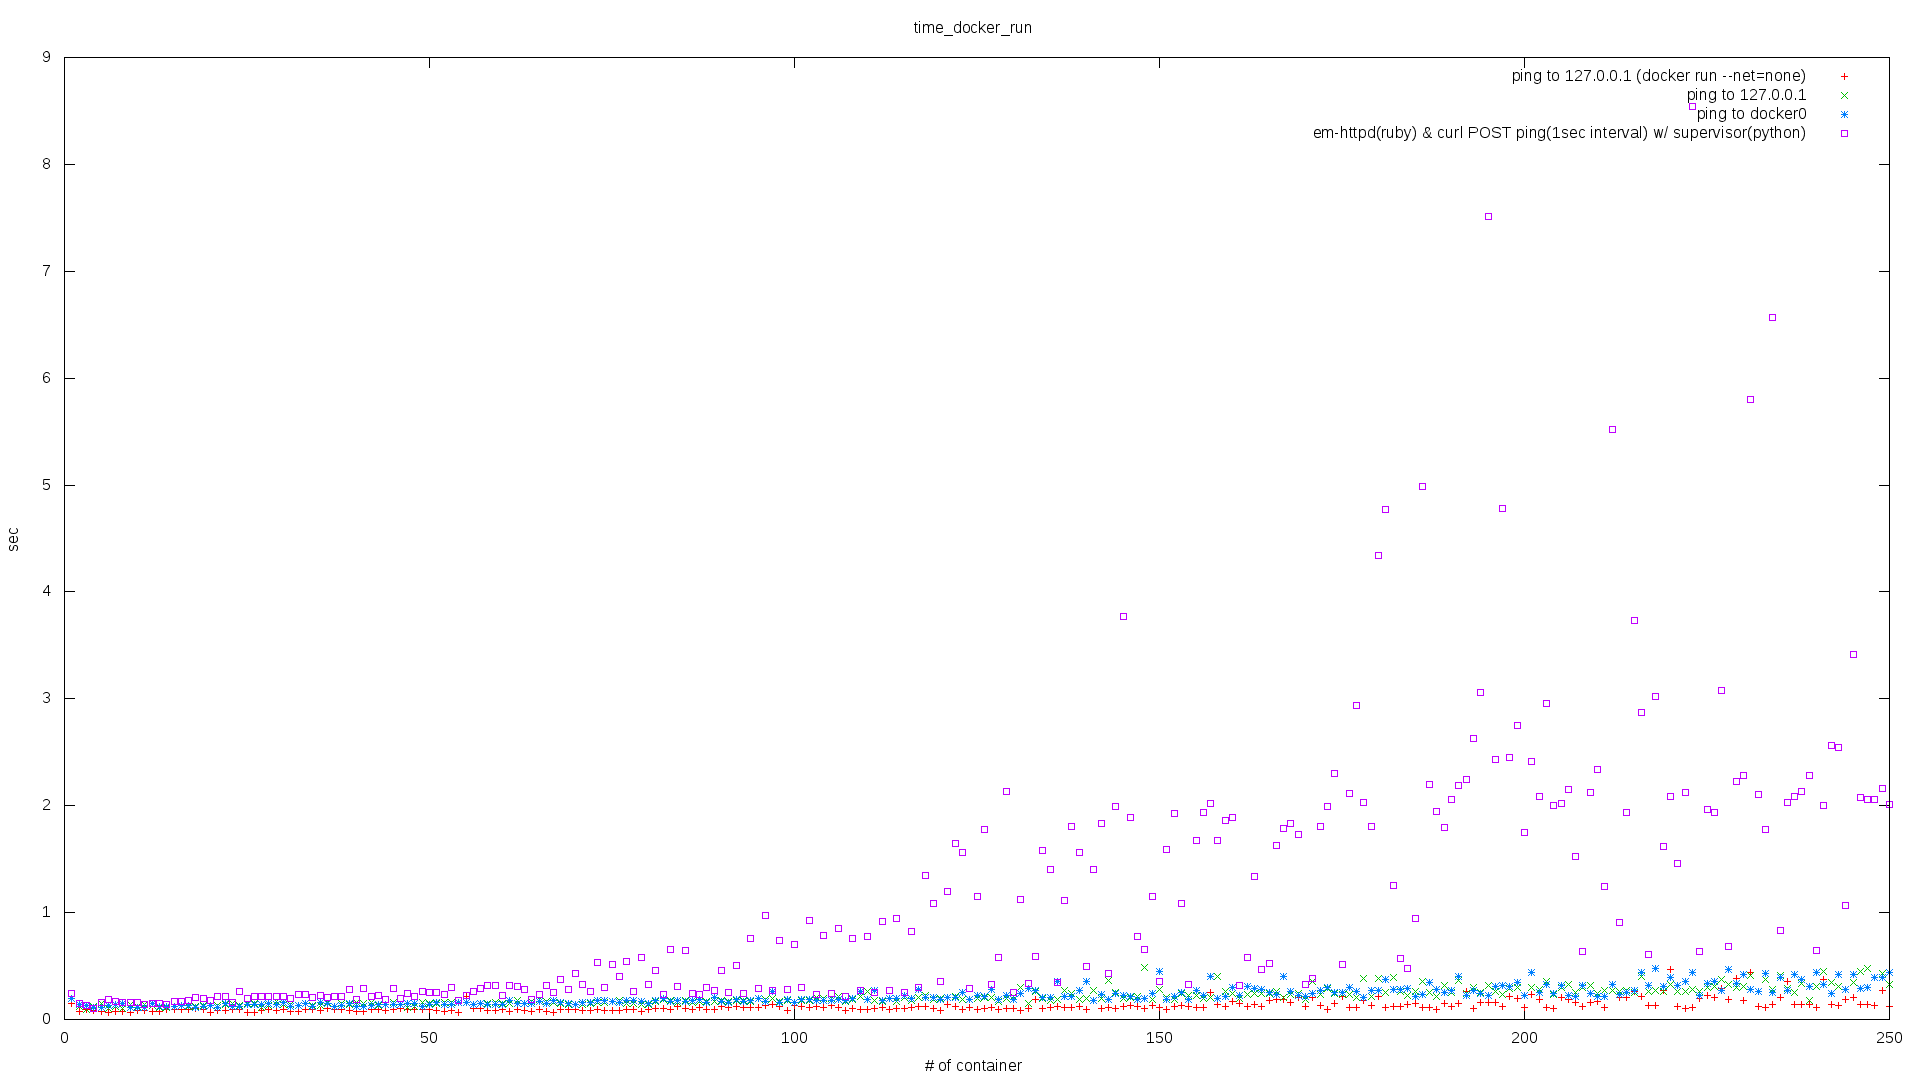 time_docker_run
9
8
7
6
5
4
3
2
1
0
sec
ping to 127.0.0.1 (docker run --net=none)
ping to 127.0.0.1
ping to docker0
em-httpd(ruby) & curl POST ping(1sec interval) w/ supervisor(python)
0 50 100 150 200 250
# of container